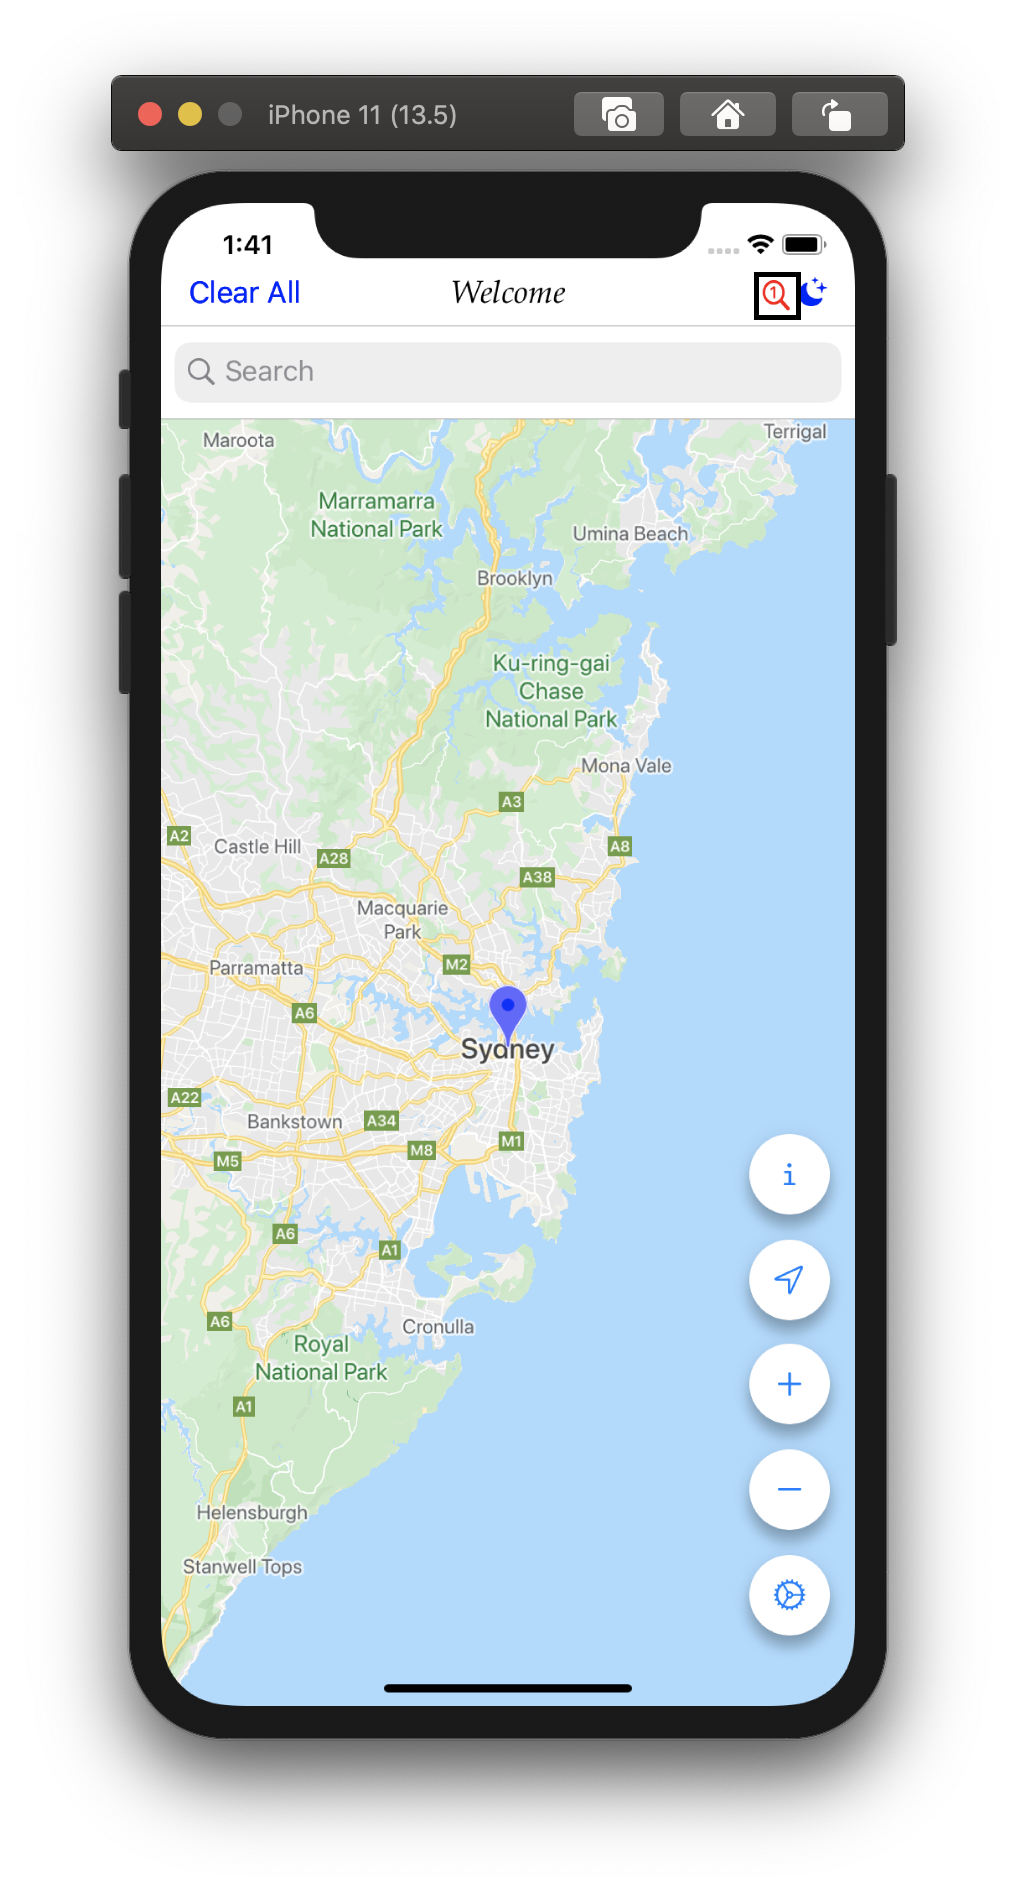 iPhone 11 (13.5)
1:41
Clear All
Welcome
1
Search
Terrigal
Maroota
Marramarra
National Park
Umina Beach
Brooklyn
Ku-ring-gai
Chase
National Park
Mona Vale
A3
A2
Castle Hill
A28
A8
A38
Macquarie
Park
M2
Parramatta
A6
Sydney
A22
Bankstown
A34
M1
M8
M5
i
A6
A1
A6
Cronulla
Royal
National Park
A1
Helensburgh
Stanwell Tops